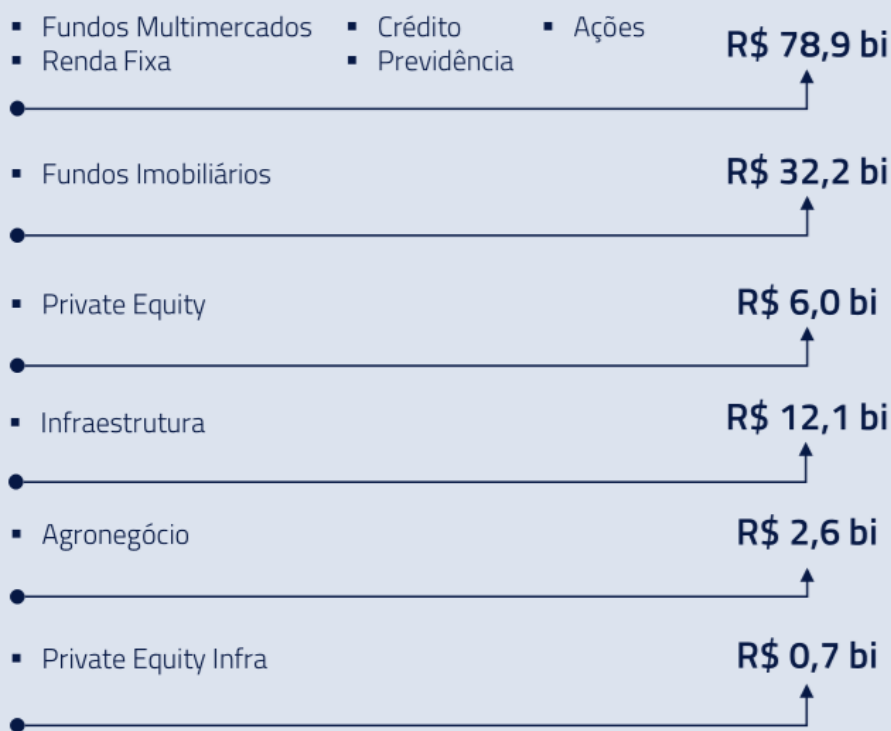 ▪ Fundos Multimercados ▪ Crédito ▪ Ações
▪ Renda Fixa ▪ Previdência
R$ 78,9 bi
▪ Fundos Imobiliários R$ 32,2 bi
▪ Private Equity R$ 6,0 bi
▪ Infraestrutura R$ 12,1 bi
▪ Agronegócio R$ 2,6 bi
▪ Private Equity Infra R$ 0,7 bi